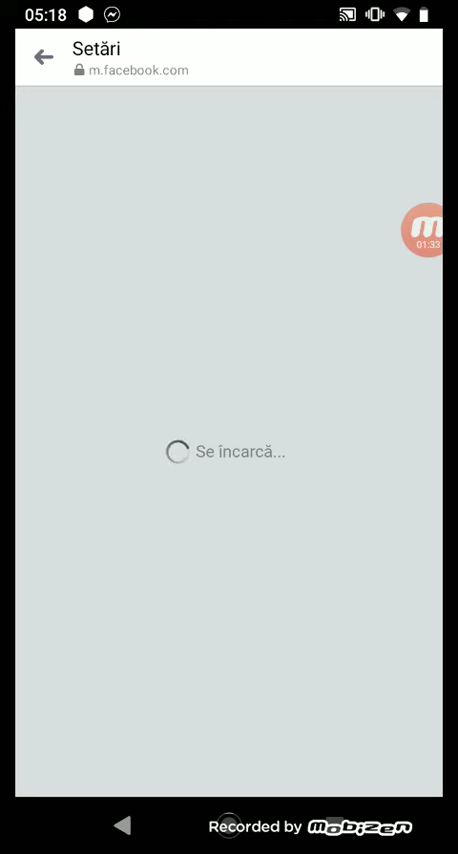 05:18
Setări
m.facebook.com
m
01:33
Se încarcă...
Recorded by mobizen